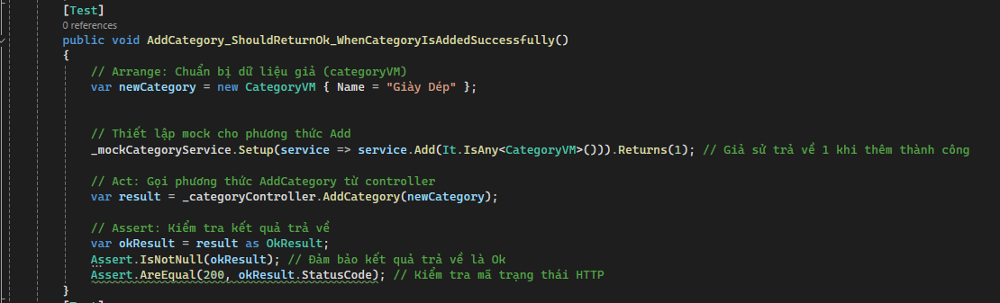 [Test]
0 references
public void AddCategory_ShouldReturnOk_WhenCategoryIsAddedSuccessfully()
{
// Arrange: Chuẩn bị dữ liệu giả (categoryVM)
var newCategory = new CategoryVM { Name = "Giày Dép" };
// Thiết lập mock cho phương thức Add
_mockCategoryService.Setup(service => service.Add(It.IsAny<CategoryVM>())).Returns(1); // Giả sử trả về 1 khi thêm thành công
// Act: Gọi phương thức AddCategory từ controller
var result = _categoryController.AddCategory(newCategory);
// Assert: Kiểm tra kết quả trả về
var okResult = result as OkResult;
Assert.IsNotNull(okResult); // Đảm bảo kết quả trả về là Ok
Assert.AreEqual(200, okResult.StatusCode); // Kiểm tra mã trạng thái HTTP
}